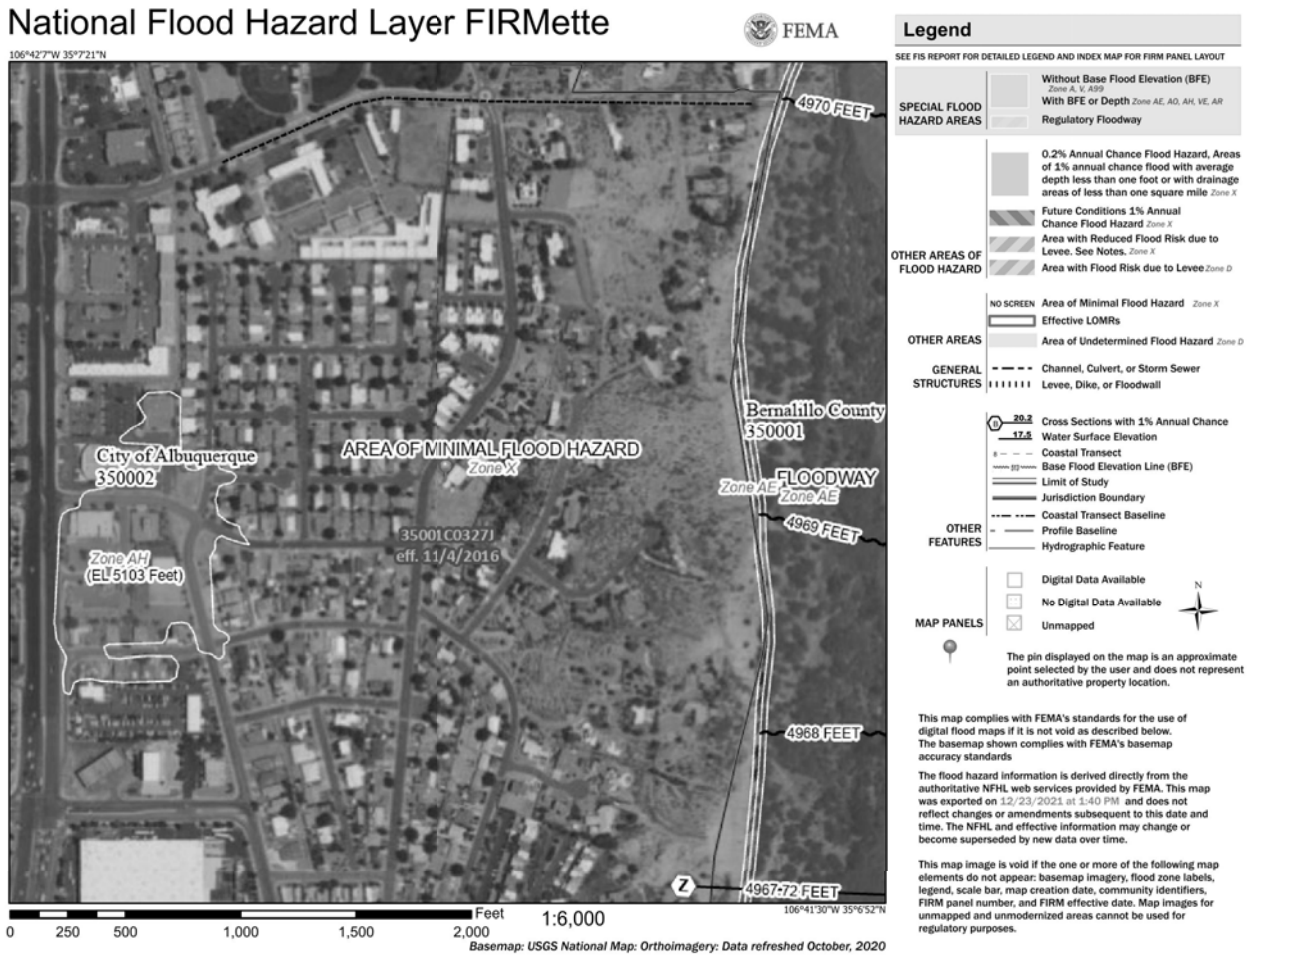 National Flood Hazard Layer FIRMette
FEMA
Legend
106°42'7"W 35°7'21"N
SEE FIS REPORT FOR DETAILED LEGEND AND INDEX MAP FOR FIRM PANEL LAYOUT
SPECIAL FLOOD
HAZARD AREAS
Without Base Flood Elevation (BFE)
Zone A, V, A99
With BFE or Depth Zone AE, AO, AH, VE, AR
Regulatory Floodway
0.2% Annual Chance Flood Hazard, Areas
of 1% annual chance flood with average
depth less than one foot or with drainage
areas of less than one square mile Zone X
Future Conditions 1% Annual
Chance Flood Hazard Zone X
Area with Reduced Flood Risk due to
Levee. See Notes. Zone X
Area with Flood Risk due to Levee Zone D
OTHER AREAS OF
FLOOD HAZARD
NO SCREEN Area of Minimal Flood Hazard Zone X
Effective LOMRs
OTHER AREAS
Area of Undetermined Flood Hazard Zone D
GENERAL
STRUCTURES
Channel, Culvert, or Storm Sewer
Levee, Dike, or Floodwall
B 20.2 Cross Sections with 1% Annual Chance
17.5 Water Surface Elevation
8 Coastal Transect
513 Base Flood Elevation Line (BFE)
Limit of Study
Jurisdiction Boundary
Coastal Transect Baseline
OTHER
FEATURES
Profile Baseline
Hydrographic Feature
Digital Data Available
No Digital Data Available
Unmapped
MAP PANELS
N
The pin displayed on the map is an approximate
point selected by the user and does not represent
an authoritative property location.
This map complies with FEMA's standards for the use of
digital flood maps if it is not void as described below.
The basemap shown complies with FEMA's basemap
accuracy standards
The flood hazard information is derived directly from the
authoritative NFHL web services provided by FEMA. This map
was exported on 12/23/2021 at 1:40 PM and does not
reflect changes or amendments subsequent to this date and
time. The NFHL and effective information may change or
become superseded by new data over time.
This map image is void if the one or more of the following map
elements do not appear: basemap imagery, flood zone labels,
legend, scale bar, map creation date, community identifiers,
FIRM panel number, and FIRM effective date. Map images for
unmapped and unmodernized areas cannot be used for
regulatory purposes.
4970 FEET
Bernalillo County
350001
AREA OF MINIMAL FLOOD HAZARD
Zone X
City of Albuquerque
350002
FLOODWAY
Zone AE
Zone AE
4969 FEET
35001C0327J
eff. 11/4/2016
Zone AH
(EL 5103 Feet)
4968 FEET
Z
4967.72 FEET
106°41'30"W 35°6'52"N
Feet
1:6,000
0 250 500 1,000 1,500 2,000
Basemap: USGS National Map: Orthoimagery: Data refreshed October, 2020